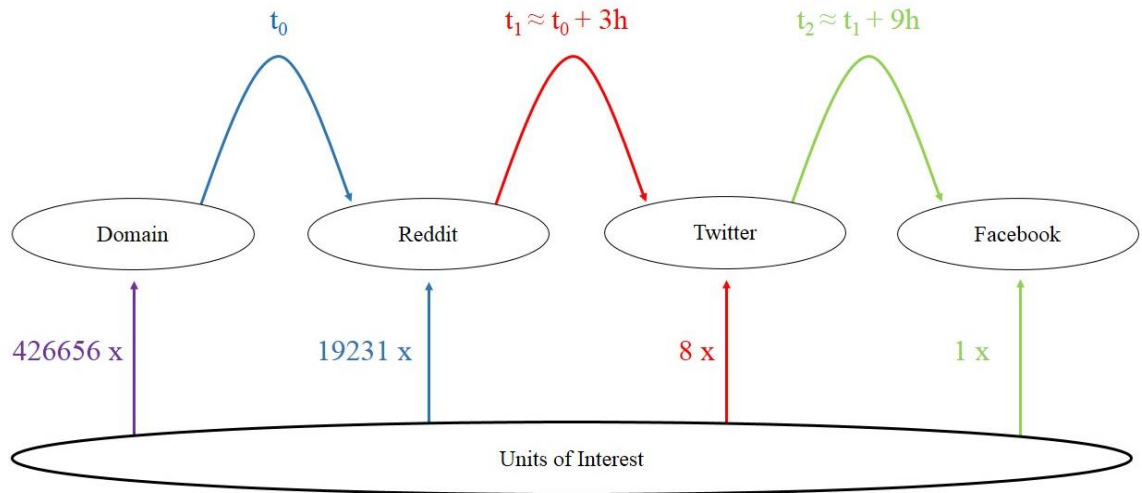 t₀
t₁ ≈ t₀ + 3h
t₂ ≈ t₁ + 9h
Domain
Reddit
Twitter
Facebook
426656 x
19231 x
8 x
1 x
Units of Interest